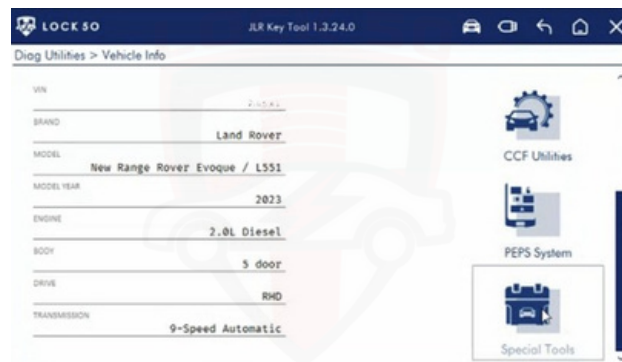 LOCK 50
JLR Key Tool 1.3.24.0
Diag Utilities > Vehicle Info
VIN
BRAND
Land Rover
MODEL
New Range Rover Evoque / L551
MODEL YEAR
2023
ENGINE
2.0L Diesel
BODY
5 door
DRIVE
RHD
TRANSMISSION
9-Speed Automatic
CCF Utilities
PEPS System
Special Tools